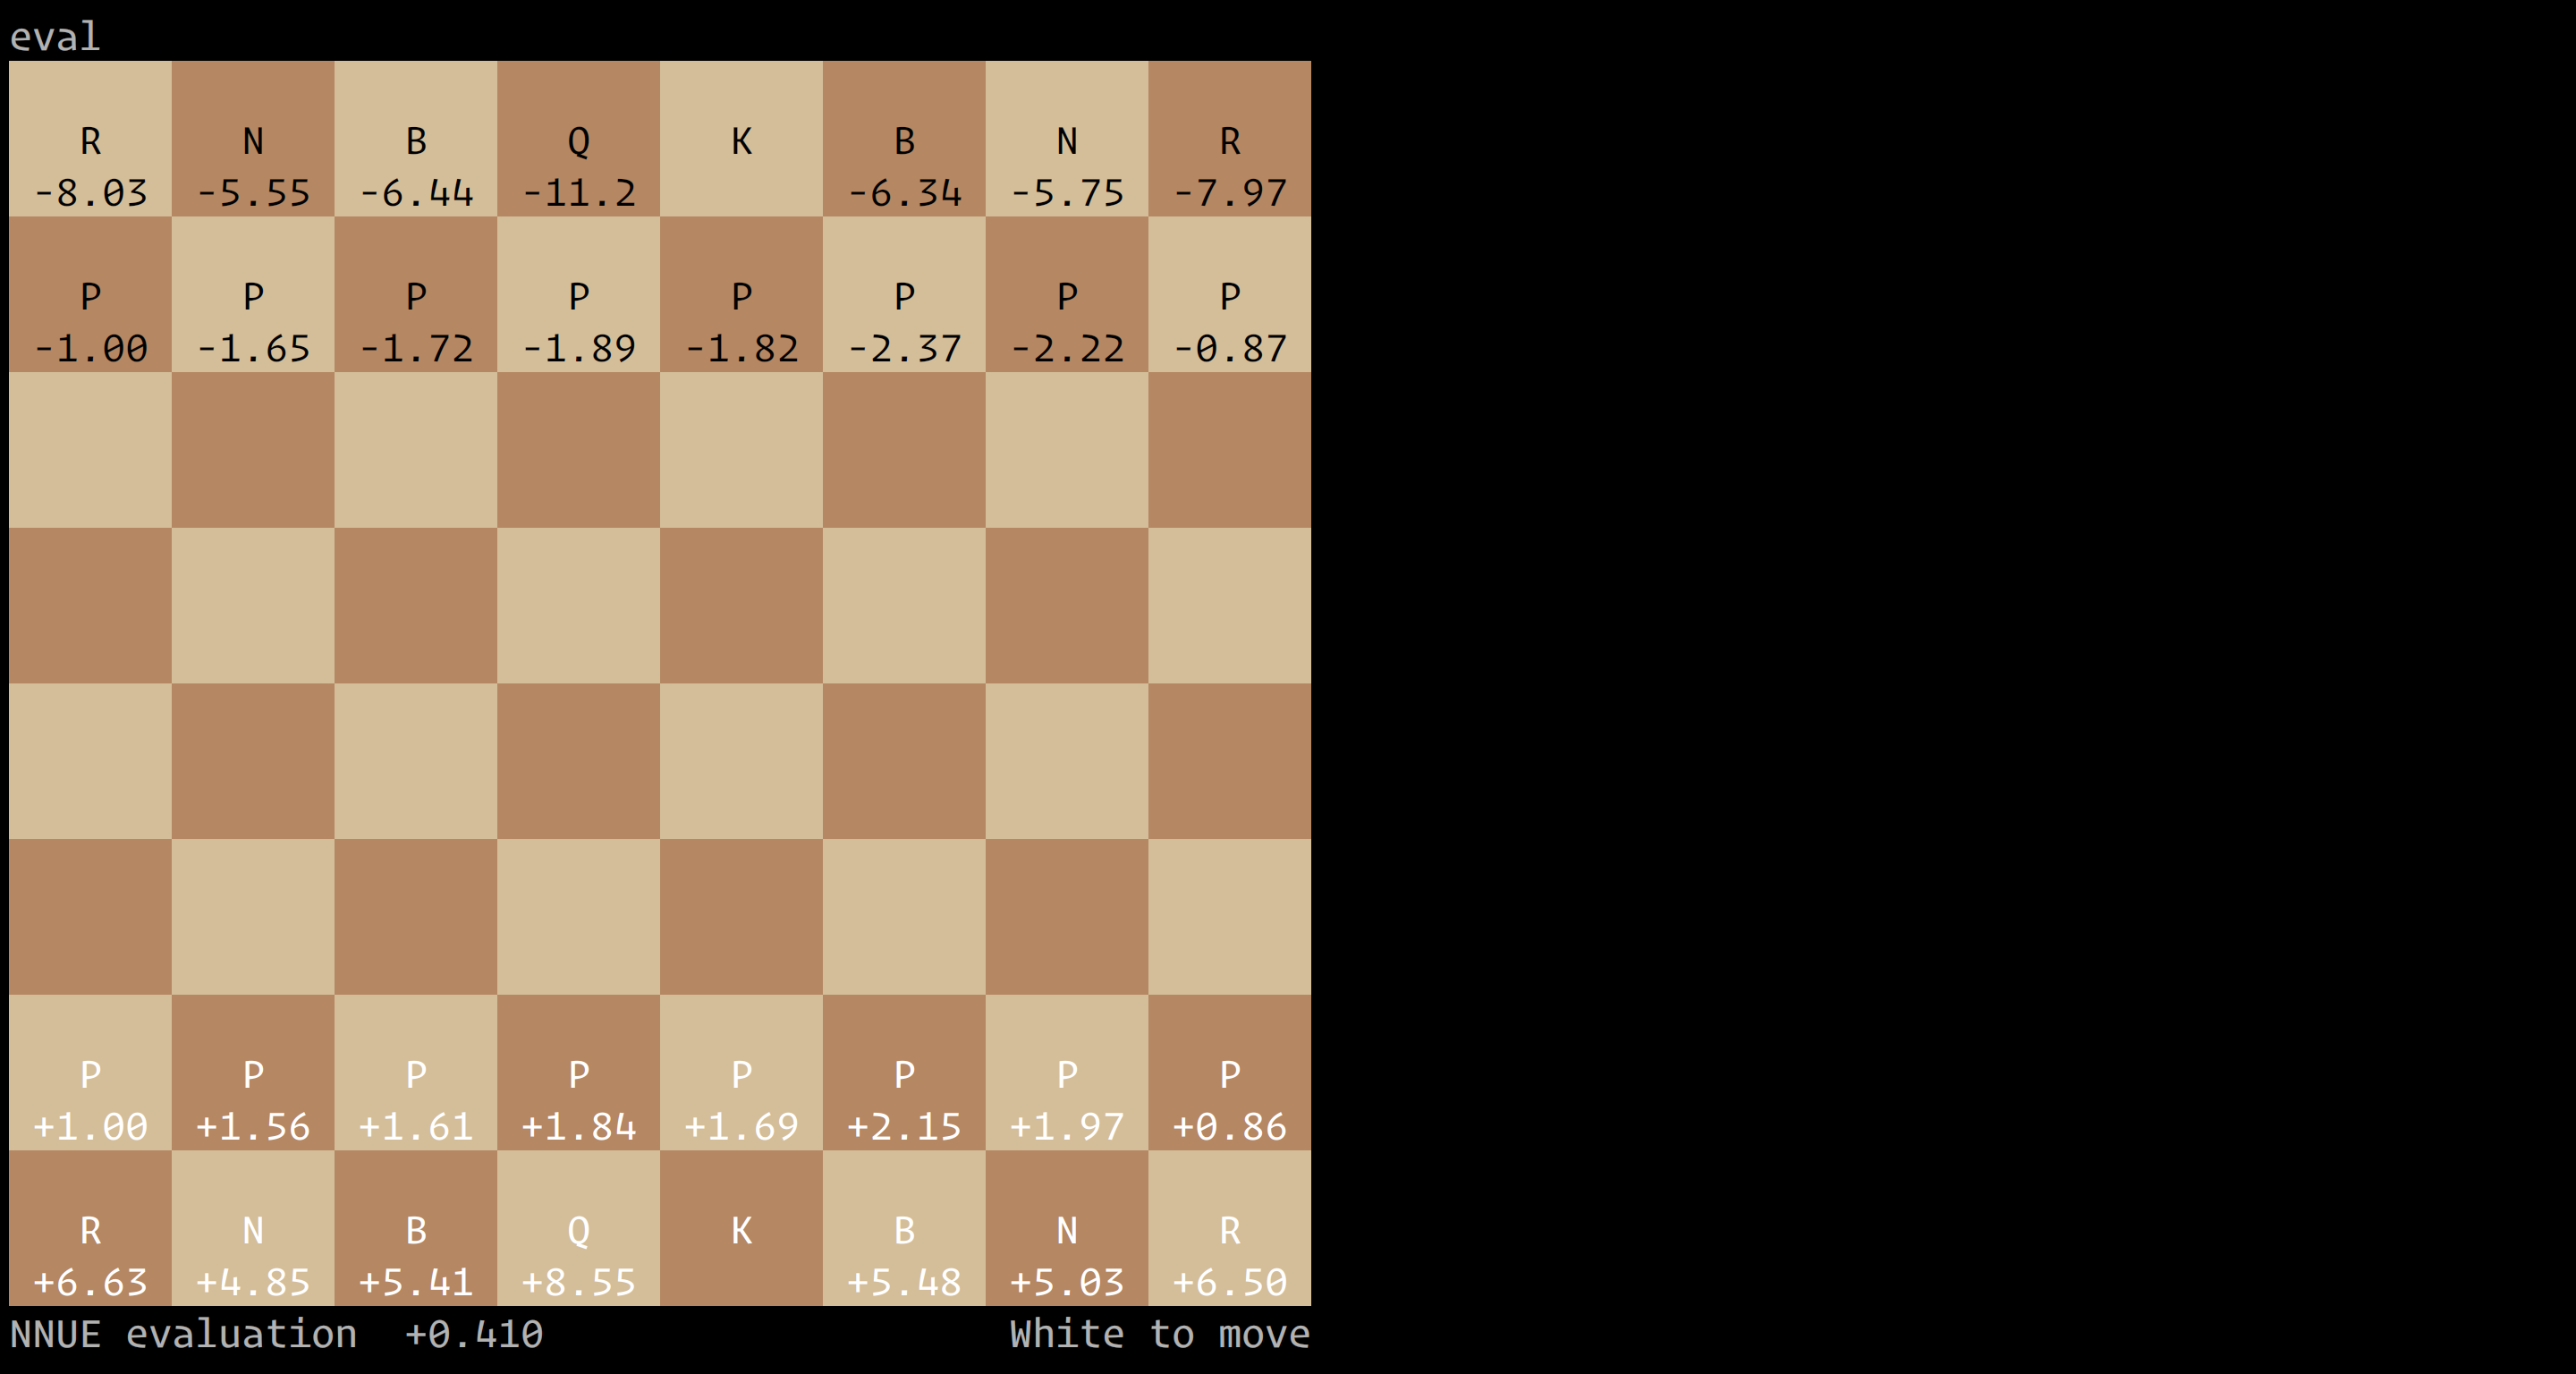 eval
R N B Q K B N R
-8.03 -5.55 -6.44 -11.2 -6.34 -5.75 -7.97
P P P P P P P P
-1.00 -1.65 -1.72 -1.89 -1.82 -2.37 -2.22 -0.87
P P P P P P P P
+1.00 +1.56 +1.61 +1.84 +1.69 +2.15 +1.97 +0.86
R N B Q K B N R
+6.63 +4.85 +5.41 +8.55 +5.48 +5.03 +6.50
NNUE evaluation +0.410 White to move